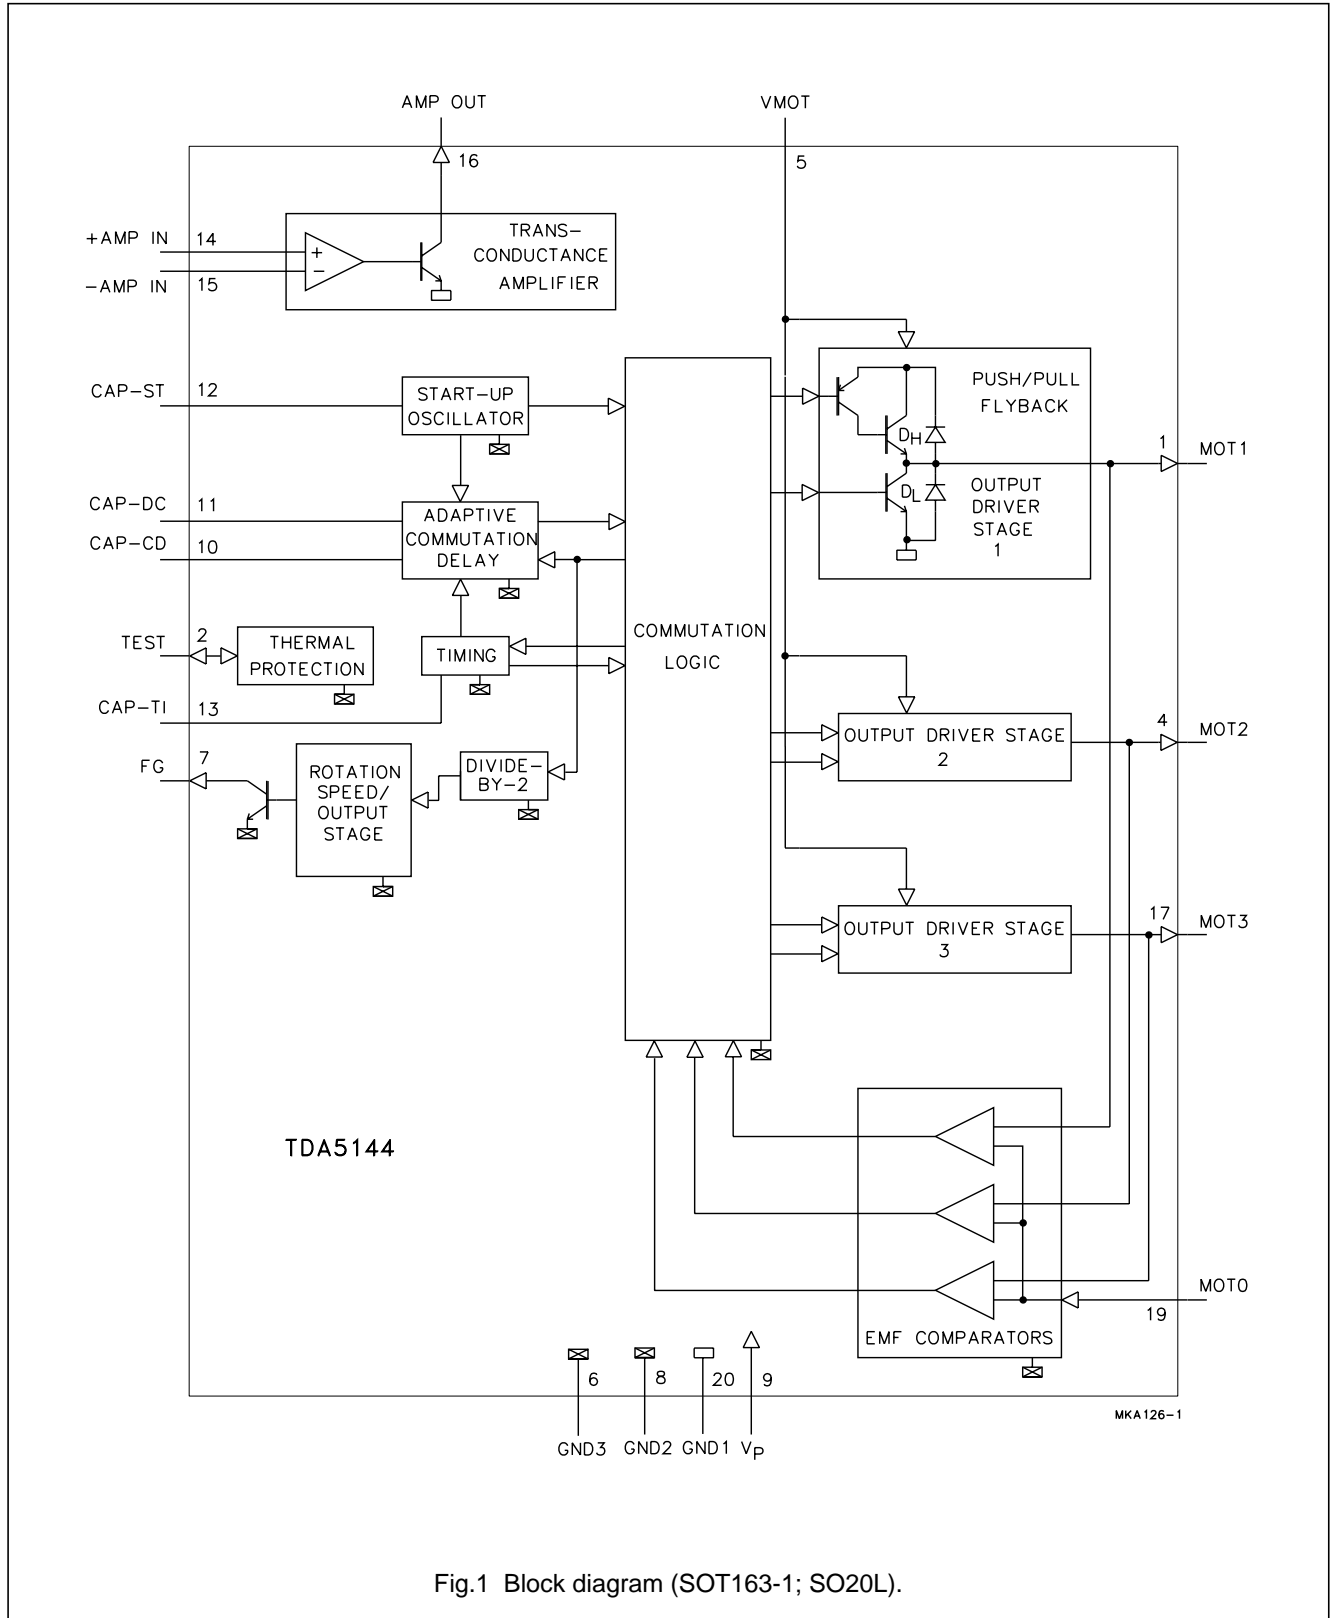 AMP OUT
VMOT
16
5
+AMP IN
14
TRANS-
CONDUCTANCE
AMPLIFIER
+
−
-AMP IN
15
CAP-ST
12
START-UP
OSCILLATOR
PUSH/PULL
FLYBACK
DH
1
MOT1
CAP-DC
11
ADAPTIVE
COMMUTATION
DELAY
DL
OUTPUT
DRIVER
STAGE
1
CAP-CD
10
TEST
2
THERMAL
PROTECTION
TIMING
COMMUTATION
LOGIC
CAP-TI
13
4
MOT2
OUTPUT DRIVER STAGE
2
FG
7
ROTATION
SPEED/
OUTPUT
STAGE
DIVIDE-
BY-2
17
MOT3
OUTPUT DRIVER STAGE
3
TDA5144
MOT0
19
EMF COMPARATORS
6
8
20
9
GND3
GND2
GND1
VP
MKA126-1
Fig.1 Block diagram (SOT163-1; SO20L).